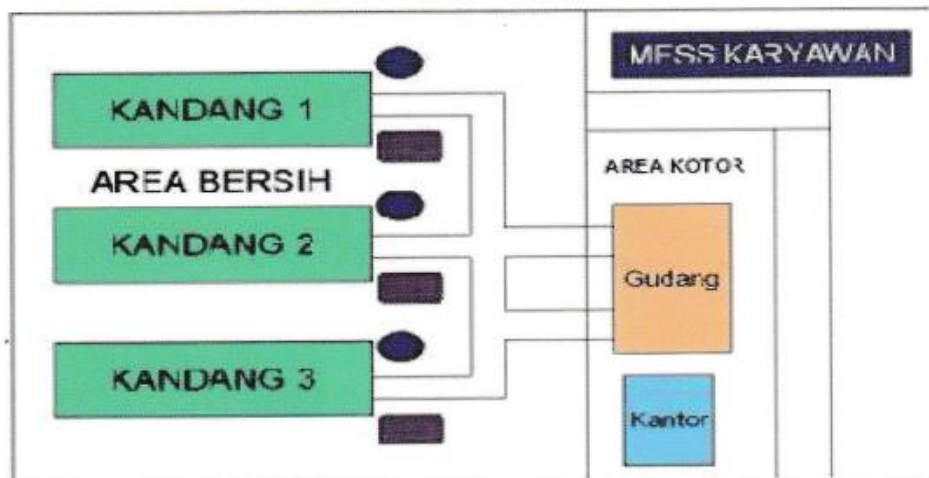 MESS KARYAWAN
KANDANG 1
AREA KOTOR
AREA BERSIH
KANDANG 2
Gudang
KANDANG 3
Kantor